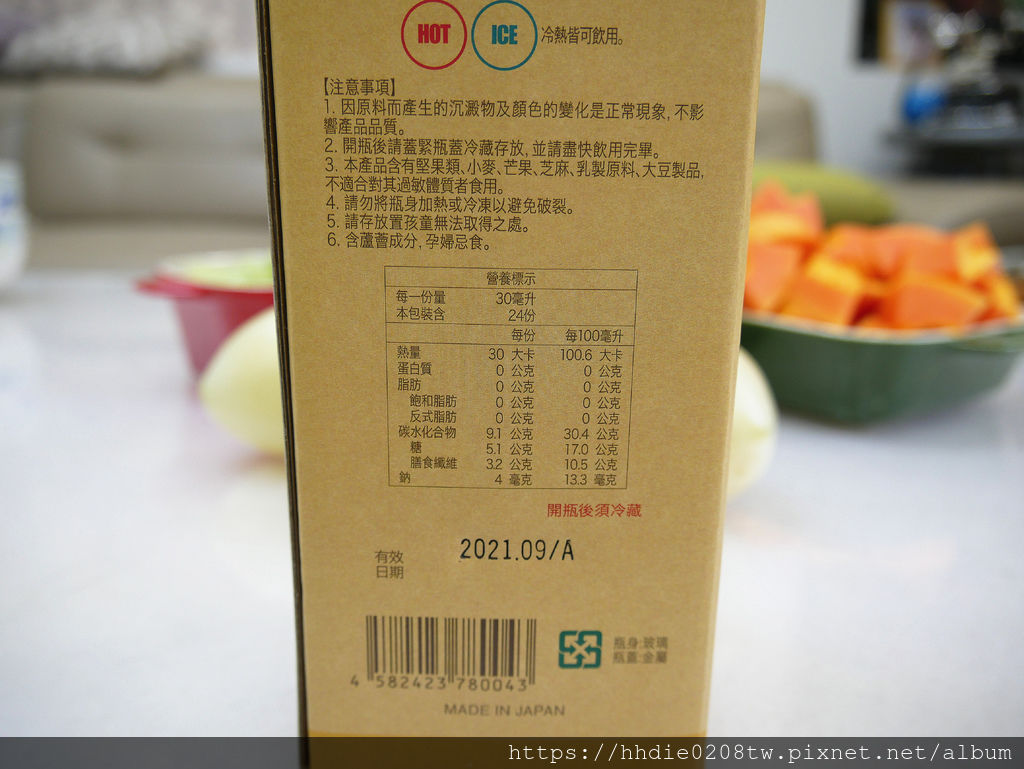 HOT ICE 冷熱皆可飲用。
【注意事項】
1. 因原料而產生的沉澱物及顏色的變化是正常現象, 不影
響產品品質。
2. 開瓶後請蓋緊瓶蓋冷藏存放, 並請盡快飲用完畢。
3. 本產品含有堅果類、小麥、芒果、芝麻、乳製原料、大豆製品,
不適合對其過敏體質者食用。
4. 請勿將瓶身加熱或冷凍以避免破裂。
5. 請存放置孩童無法取得之處。
6. 含蘆薈成分, 孕婦忌食。
營養標示
每一份量 30毫升
本包裝含 24份
每份 每100毫升
熱量 30 大卡 100.6 大卡
蛋白質 0 公克 0 公克
脂肪 0 公克 0 公克
飽和脂肪 0 公克 0 公克
反式脂肪 0 公克 0 公克
碳水化合物 9.1 公克 30.4 公克
糖 5.1 公克 17.0 公克
膳食纖維 3.2 公克 10.5 公克
鈉 4 毫克 13.3 毫克
開瓶後須冷藏
有效
日期
2021.09/A
瓶身:玻璃
瓶蓋:金屬
4 582423 780043
MADE IN JAPAN
https://hhdie0208tw.pixnet.net/album